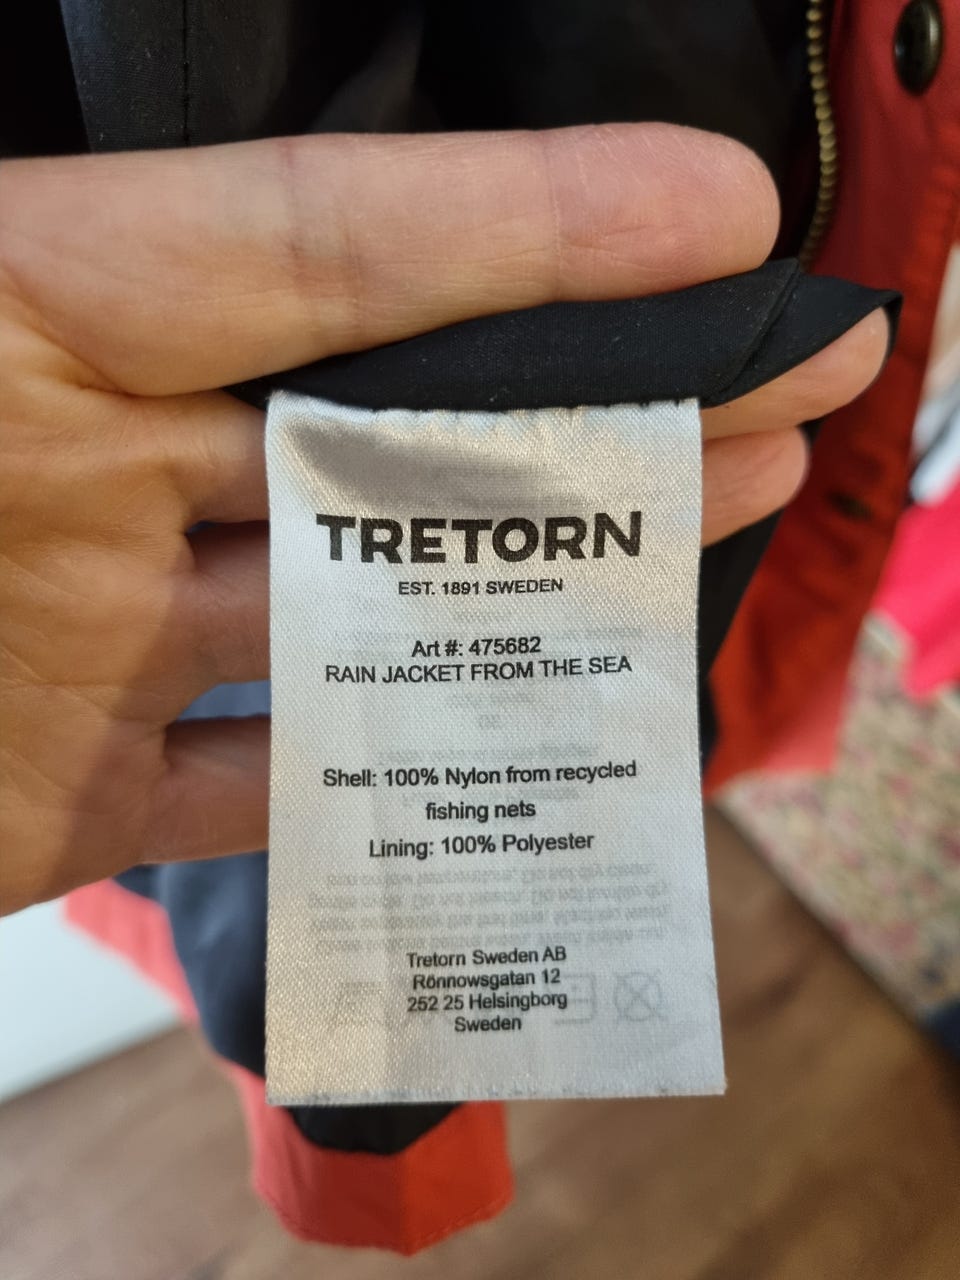 TRETORN
EST. 1891 SWEDEN
Art #: 475682
RAIN JACKET FROM THE SEA
Shell: 100% Nylon from recycled
fishing nets
Lining: 100% Polyester
Tretorn Sweden AB
Rönnowsgatan 12
252 25 Helsingborg
Sweden